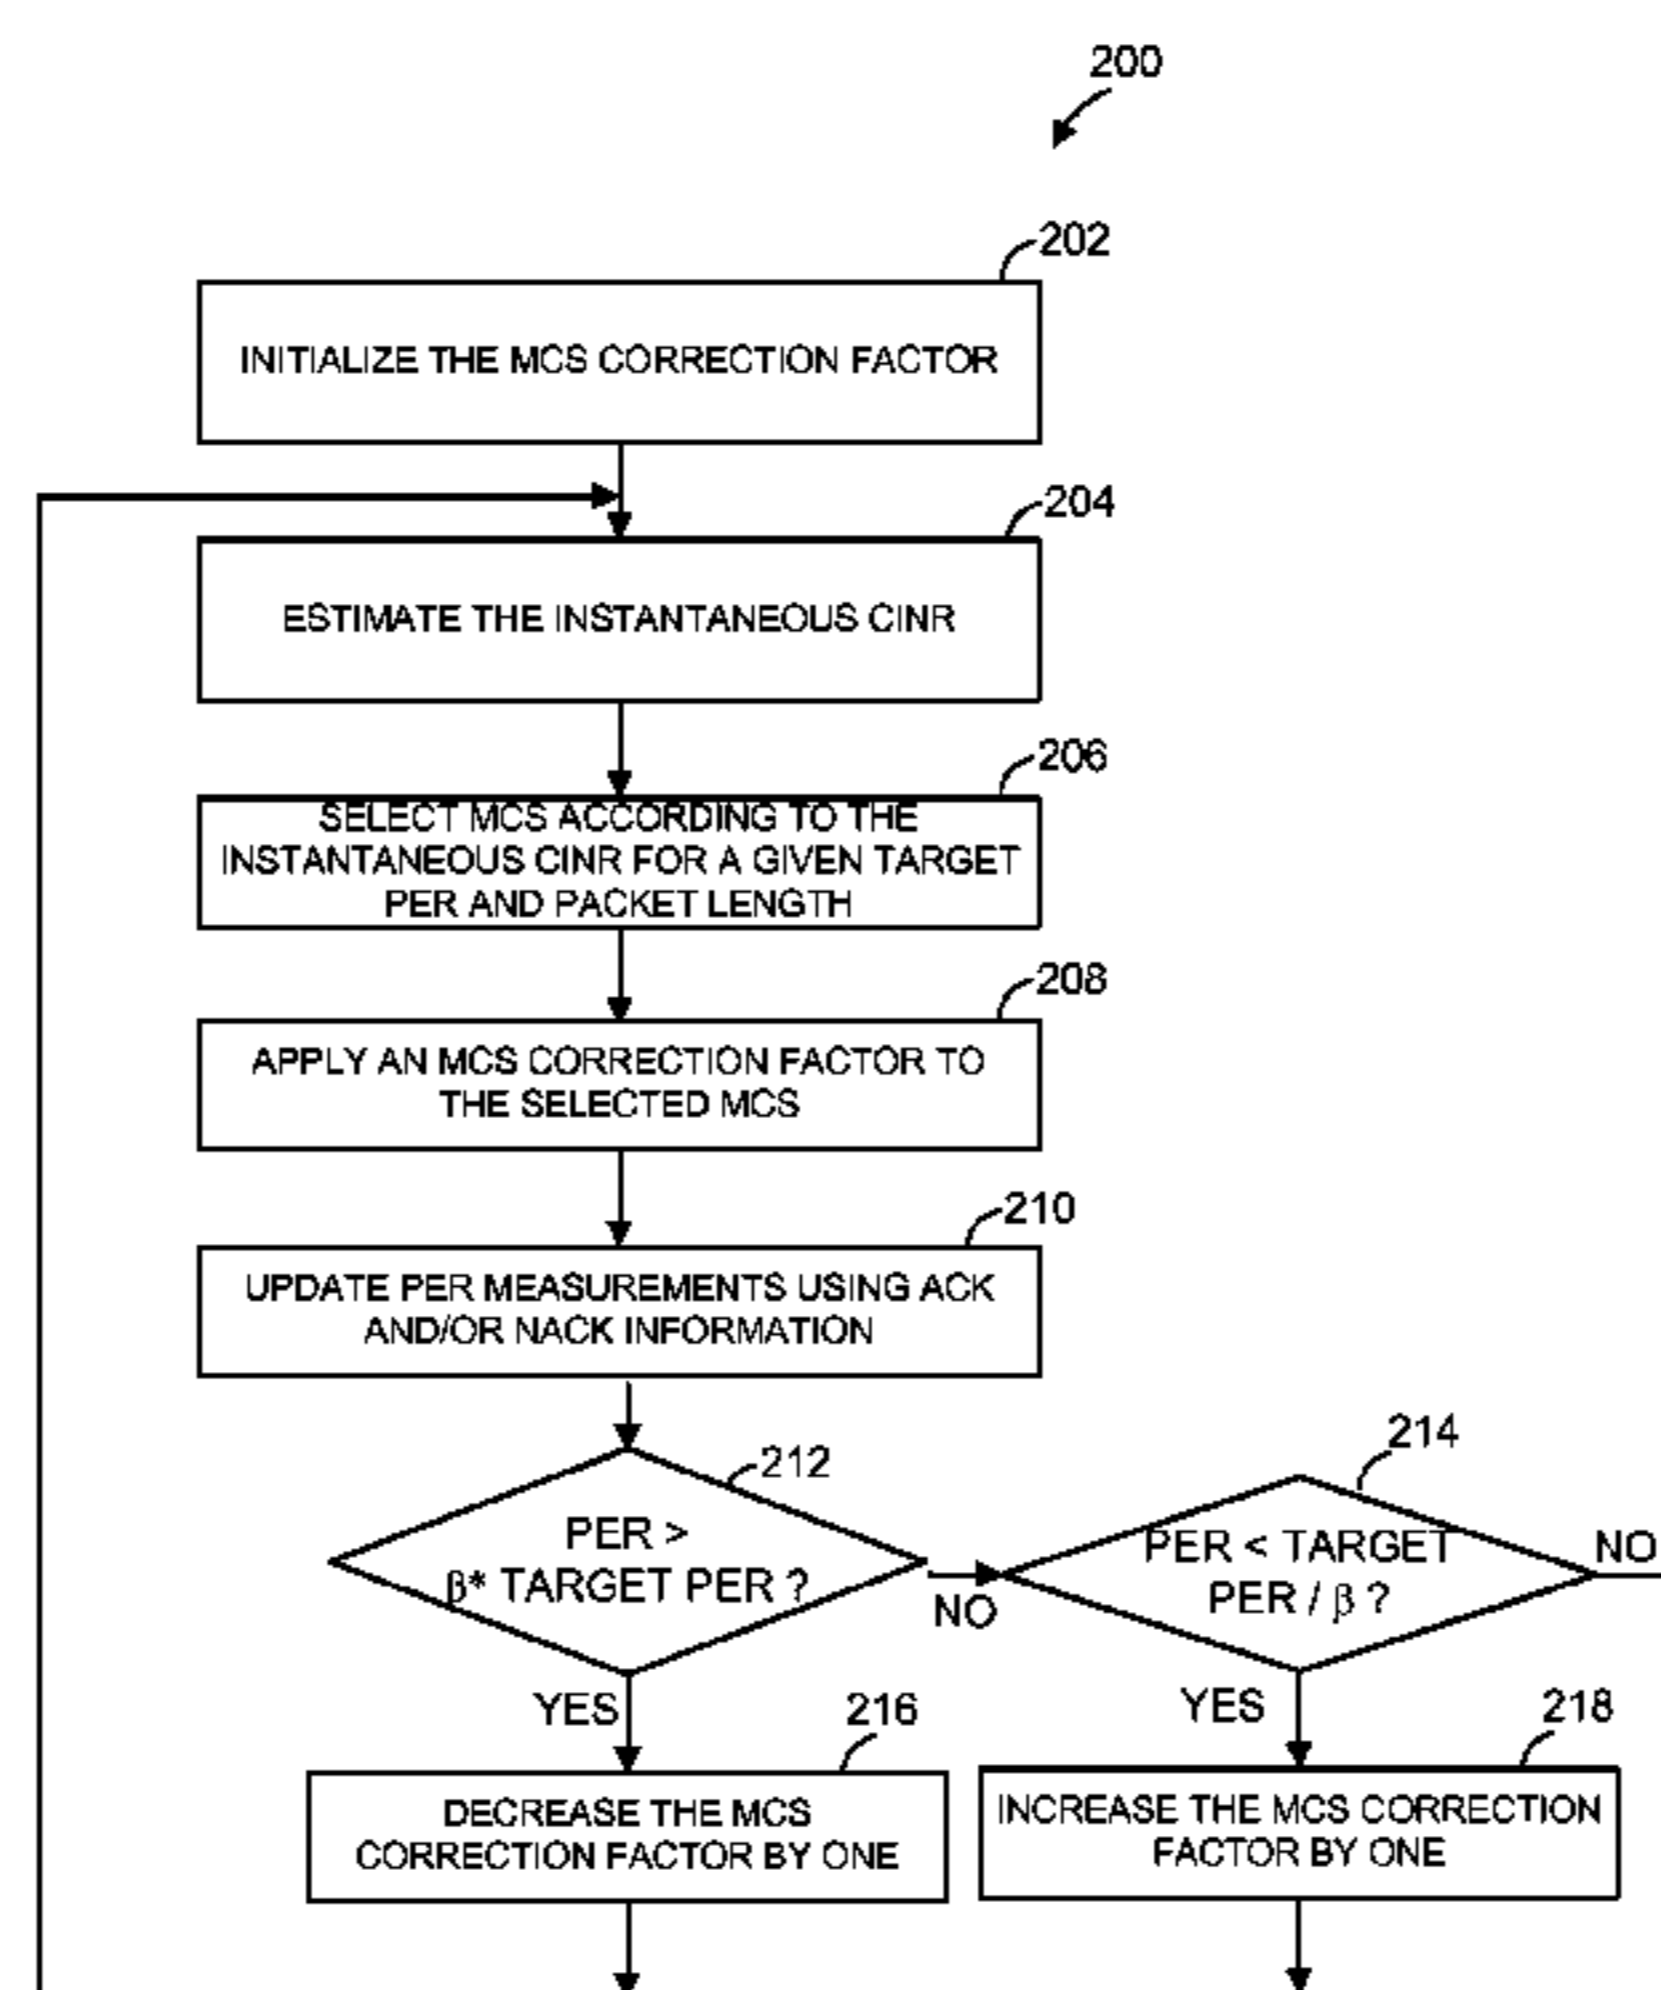 200
202
INITIALIZE THE MCS CORRECTION FACTOR
204
ESTIMATE THE INSTANTANEOUS CINR
206
SELECT MCS ACCORDING TO THE
INSTANTANEOUS CINR FOR A GIVEN TARGET
PER AND PACKET LENGTH
208
APPLY AN MCS CORRECTION FACTOR TO
THE SELECTED MCS
210
UPDATE PER MEASUREMENTS USING ACK
AND/OR NACK INFORMATION
212
PER >
β* TARGET PER ?
NO
214
PER < TARGET
PER / β ?
NO
YES
216
DECREASE THE MCS
CORRECTION FACTOR BY ONE
YES
218
INCREASE THE MCS CORRECTION
FACTOR BY ONE